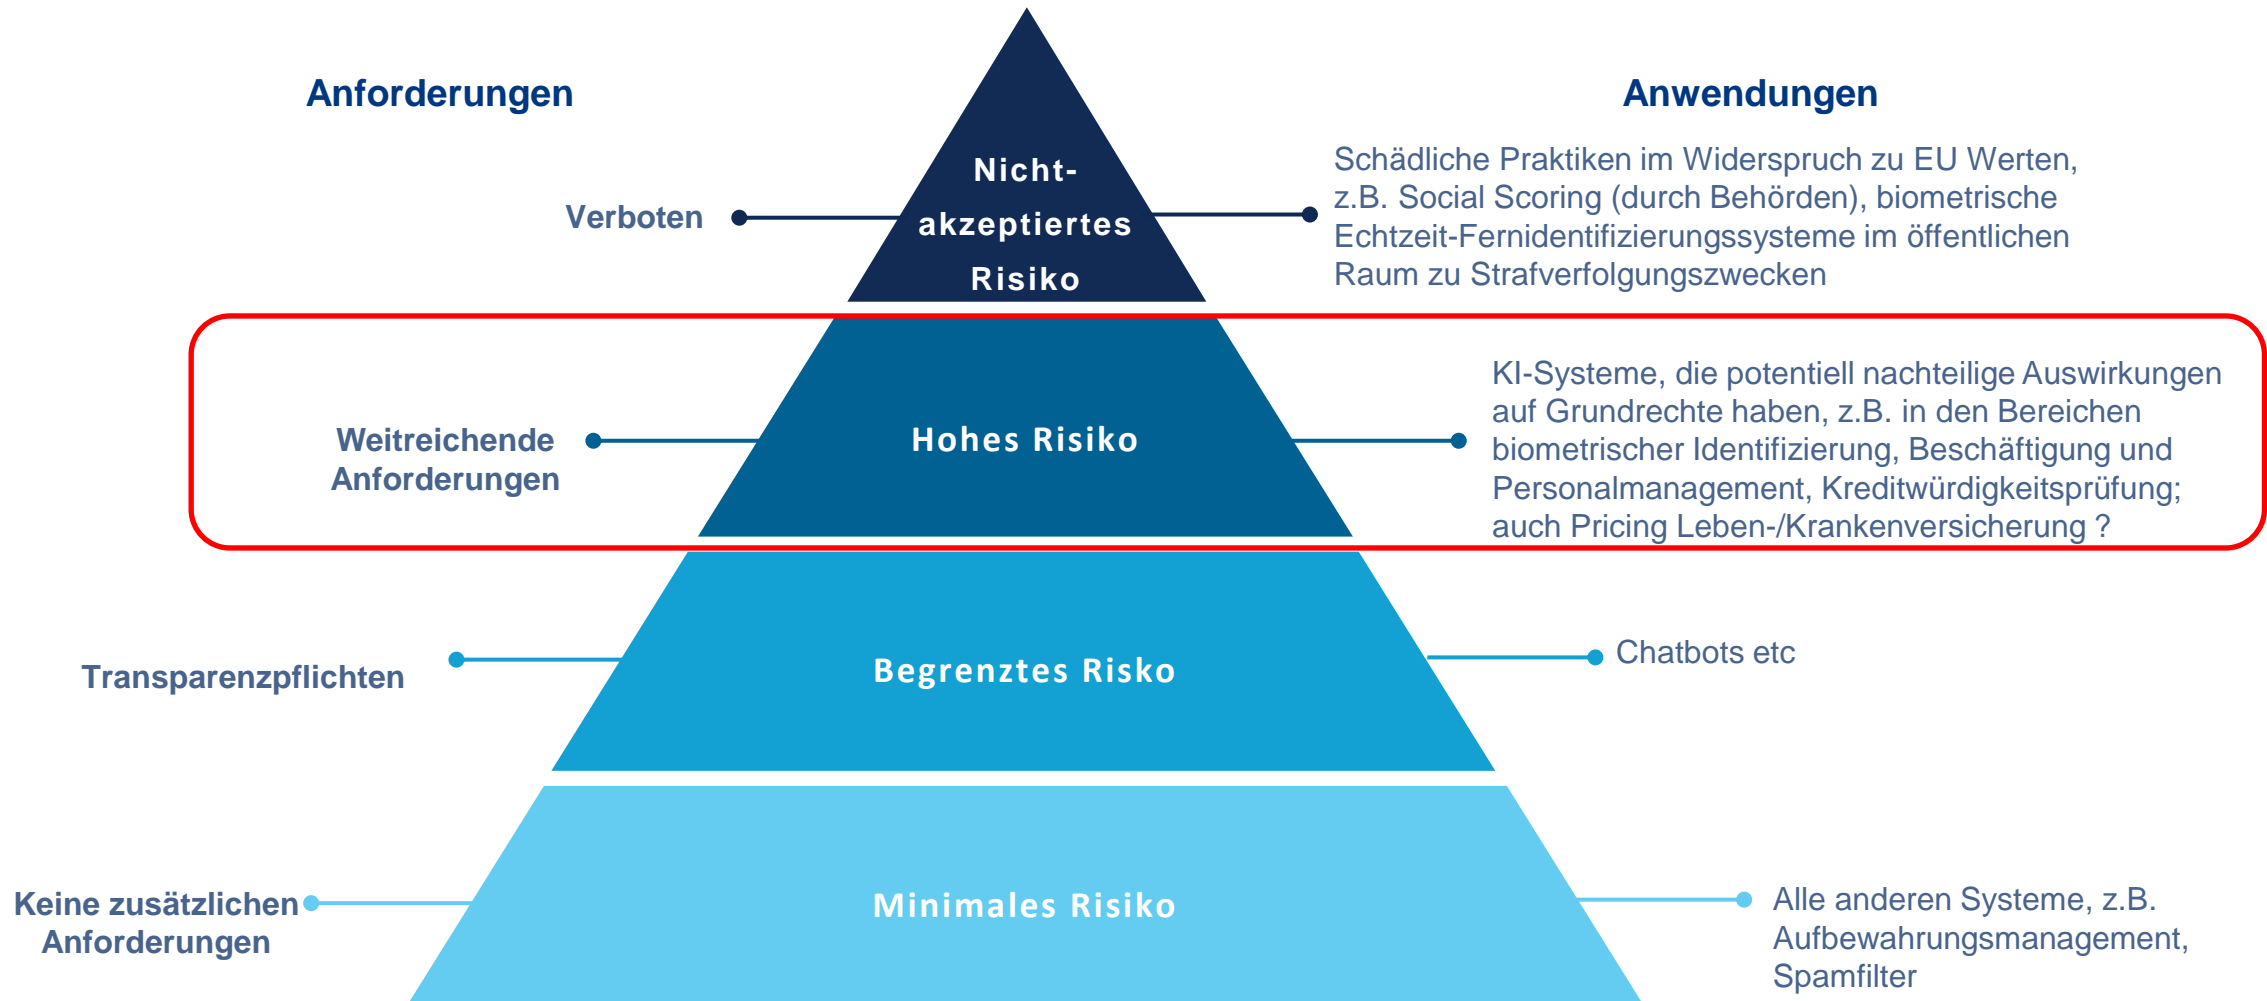 Anforderungen
Anwendungen
Verboten
Nicht-
akzeptiertes
Risiko
Schädliche Praktiken im Widerspruch zu EU Werten,
z.B. Social Scoring (durch Behörden), biometrische
Echtzeit-Fernidentifizierungssysteme im öffentlichen
Raum zu Strafverfolgungszwecken
Weitreichende
Anforderungen
Hohes Risiko
KI-Systeme, die potentiell nachteilige Auswirkungen
auf Grundrechte haben, z.B. in den Bereichen
biometrischer Identifizierung, Beschäftigung und
Personalmanagement, Kreditwürdigkeitsprüfung;
auch Pricing Leben-/Krankenversicherung ?
Transparenzpflichten
Begrenztes Risko
Chatbots etc
Keine zusätzlichen
Anforderungen
Minimales Risiko
Alle anderen Systeme, z.B.
Aufbewahrungsmanagement,
Spamfilter